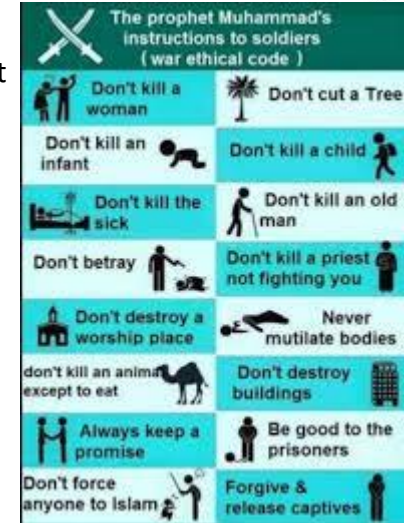 t
The prophet Muhammad's
instructions to soldiers
( war ethical code )
Don't kill a
woman
Don't cut a Tree
Don't kill an
infant
Don't kill a child
Don't kill the
sick
Don't kill an old
man
Don't betray
Don't kill a priest
not fighting you
Don't destroy a
worship place
Never
mutilate bodies
don't kill an animal
except to eat
Don't destroy
buildings
Always keep a
promise
Be good to the
prisoners
Don't force
anyone to Islam
Forgive &
release captives